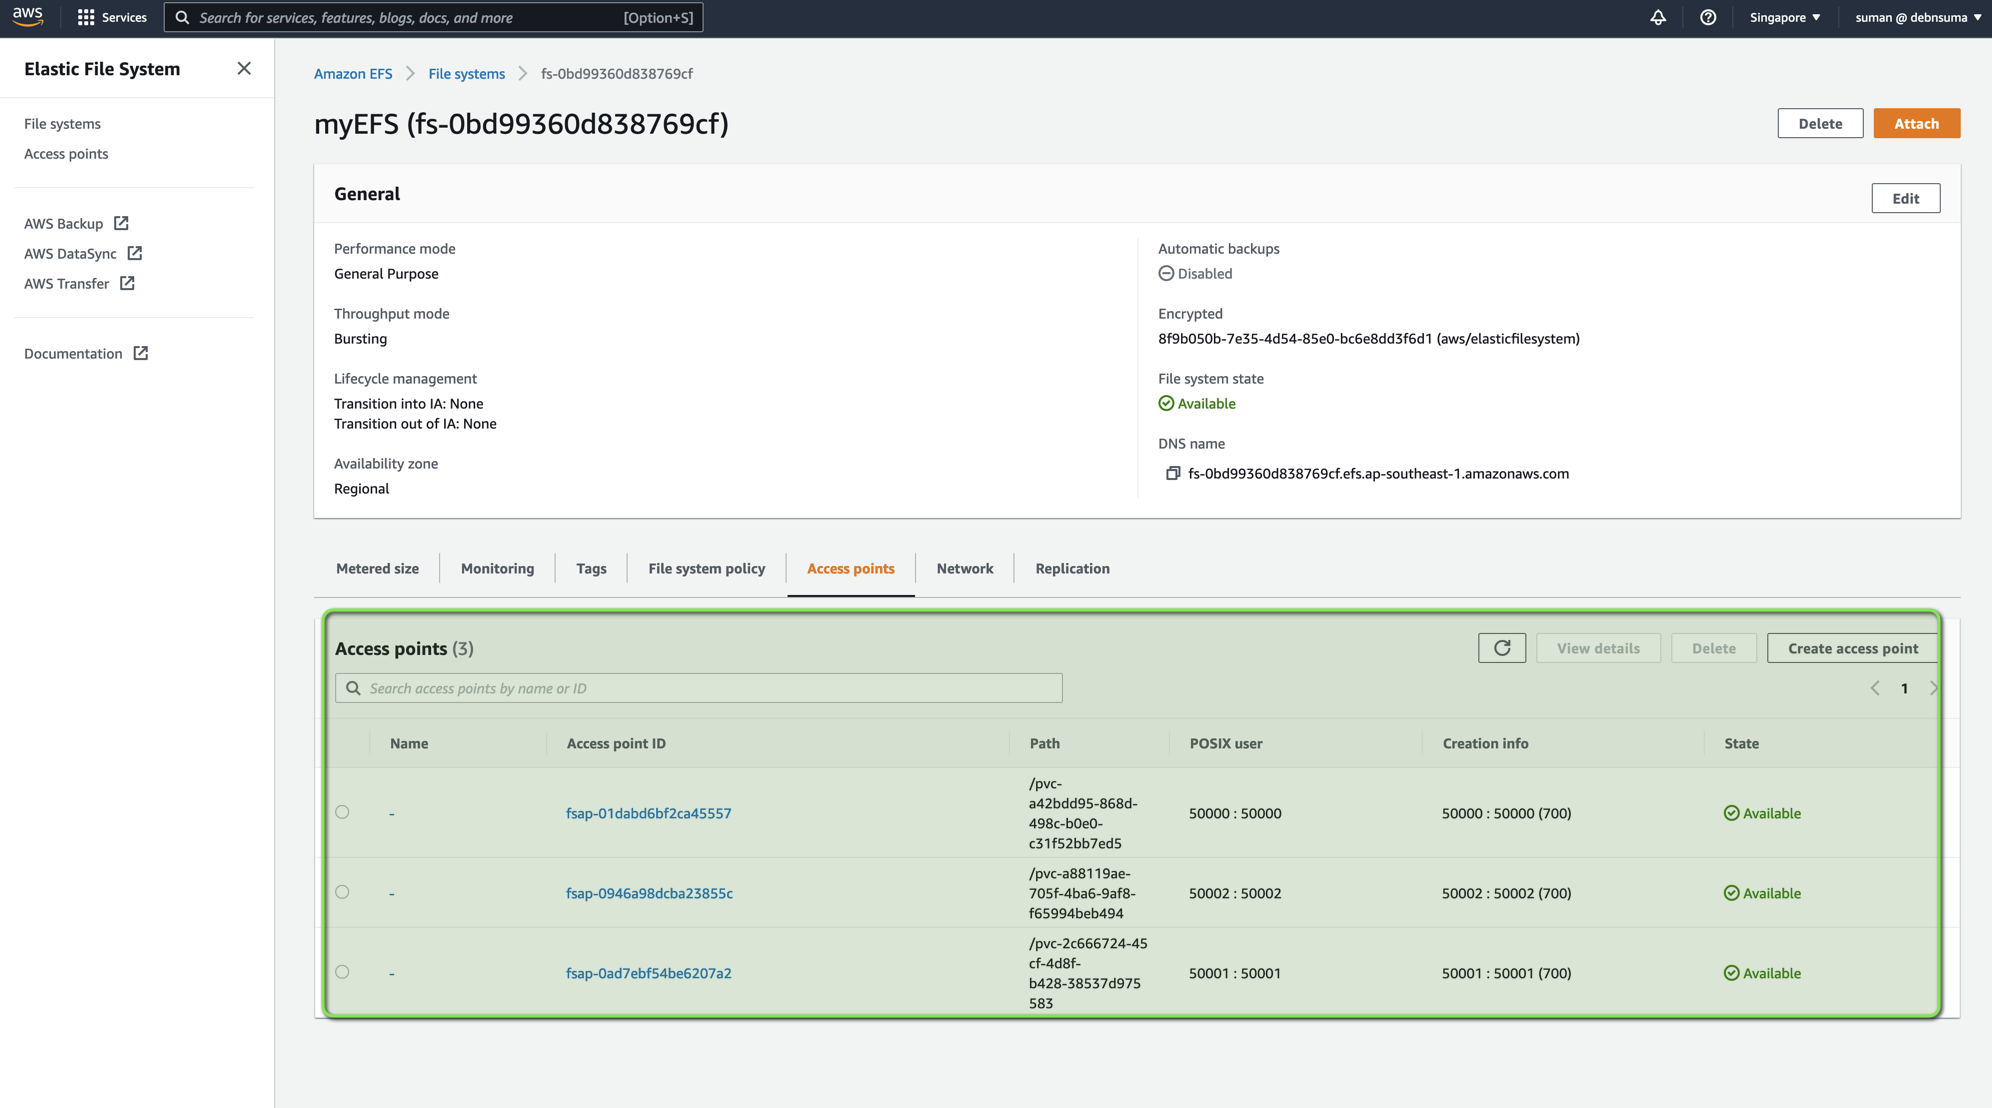 aws
Services
Search for services, features, blogs, docs, and more
[Option+S]
Singapore ▼
suman @ debnsuma ▼
Elastic File System
File systems
Access points
AWS Backup
AWS DataSync
AWS Transfer
Documentation
Amazon EFS
File systems
fs-0bd99360d838769cf
myEFS (fs-0bd99360d838769cf)
Delete
Attach
General
Edit
Performance mode
General Purpose
Throughput mode
Bursting
Lifecycle management
Transition into IA: None
Transition out of IA: None
Availability zone
Regional
Automatic backups
Disabled
Encrypted
8f9b050b-7e35-4d54-85e0-bc6e8dd3f6d1 (aws/elasticfilesystem)
File system state
Available
DNS name
fs-0bd99360d838769cf.efs.ap-southeast-1.amazonaws.com
Metered size
Monitoring
Tags
File system policy
Access points
Network
Replication
Access points (3)
View details
Delete
Create access point
Search access points by name or ID
1
Name
Access point ID
Path
POSIX user
Creation info
State
-
fsap-01dabd6bf2ca45557
/pvc-
a42bdd95-868d-
498c-b0e0-
c31f52bb7ed5
50000 : 50000
50000 : 50000 (700)
Available
-
fsap-0946a98dcba23855c
/pvc-a88119ae-
705f-4ba6-9af8-
f65994beb494
50002 : 50002
50002 : 50002 (700)
Available
-
fsap-0ad7ebf54be6207a2
/pvc-2c666724-45
cf-4d8f-
b428-38537d975
583
50001 : 50001
50001 : 50001 (700)
Available